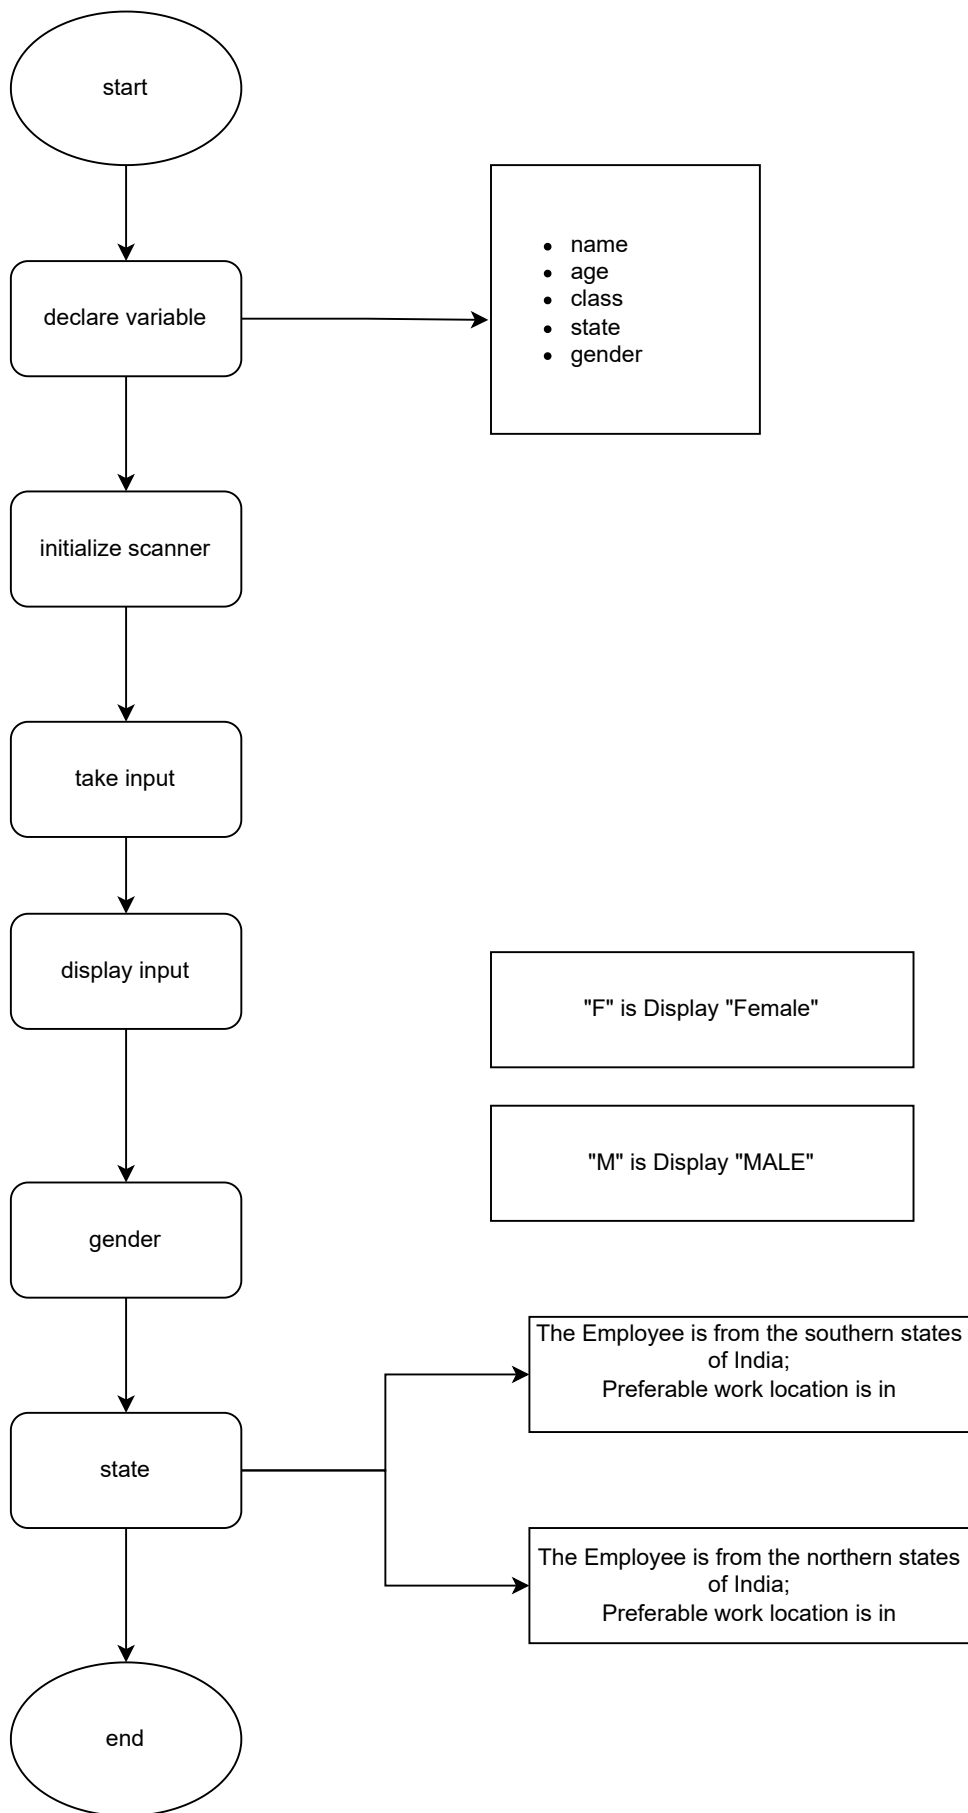 start
declare variable
name
age
class
state
gender
initialize scanner
take input
display input
"F" is Display "Female"
"M" is Display "MALE"
gender
The Employee is from the southern states
of India;
Preferable work location is in
state
The Employee is from the northern states
of India;
Preferable work location is in
end